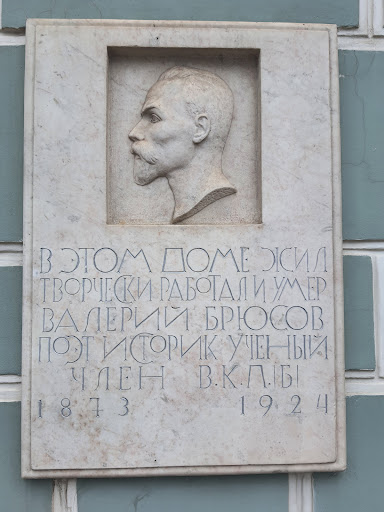 В ЭТОМ ДОМЕ ЖИЛ
ТВОРЧЕСКИ РАБОТАЛ И УМЕР
ВАЛЕРИЙ БРЮСОВ
ПОЭТ ИСТОРИК УЧЕНЫЙ
ЧЛЕН В.К.П./Б/
1873 1924